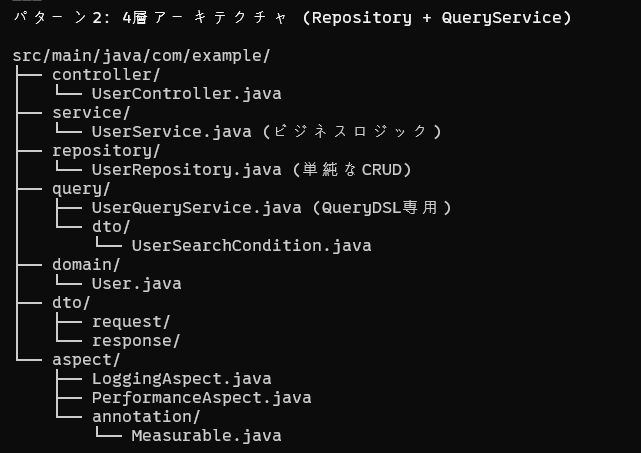 パターン2: 4層アーキテクチャ (Repository + QueryService)
src/main/java/com/example/
├── controller/
│   └── UserController.java
├── service/
│   └── UserService.java (ビジネスロジック)
├── repository/
│   └── UserRepository.java (単純なCRUD)
├── query/
│   ├── UserQueryService.java (QueryDSL専用)
│   └── dto/
│       └── UserSearchCondition.java
├── domain/
│   └── User.java
├── dto/
│   ├── request/
│   └── response/
└── aspect/
    ├── LoggingAspect.java
    ├── PerformanceAspect.java
    └── annotation/
        └── Measurable.java